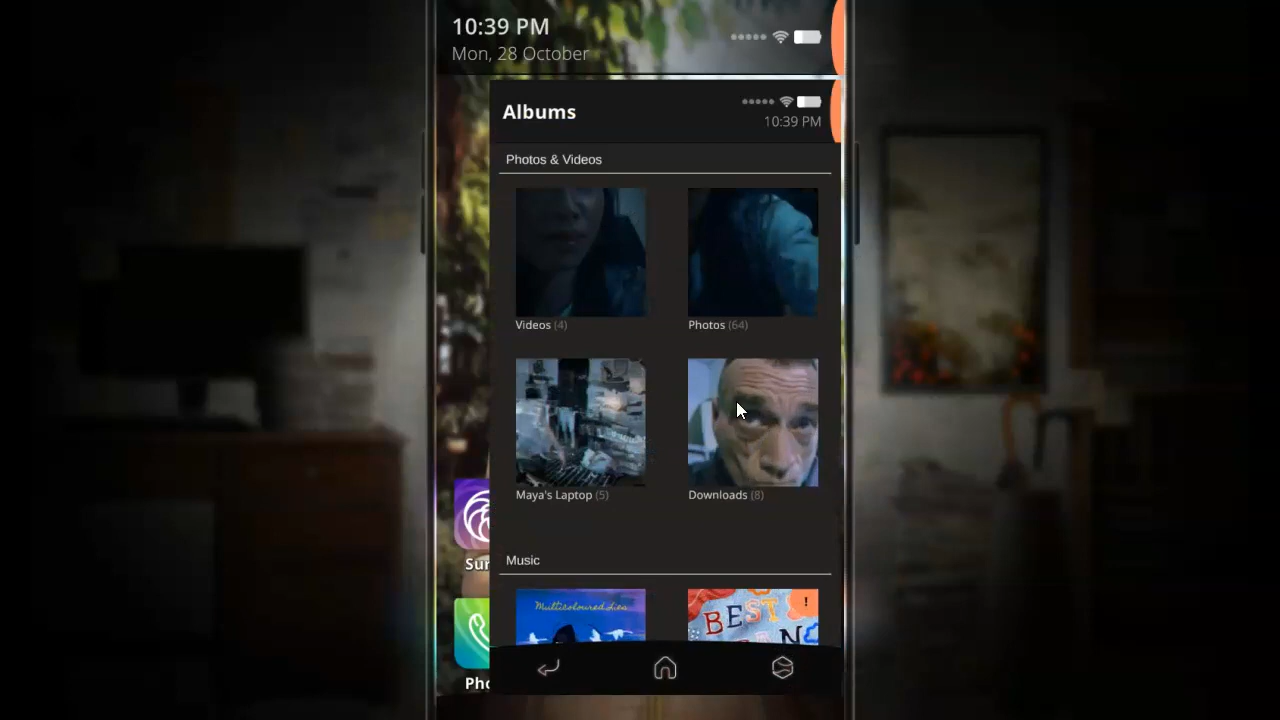 10:39 PM
Mon, 28 October
Albums
10:39 PM
Photos & Videos
Videos (4)
Photos (64)
Maya's Laptop (5)
Downloads (8)
Music
Multicoloured
BEST
!
Sur
Pho